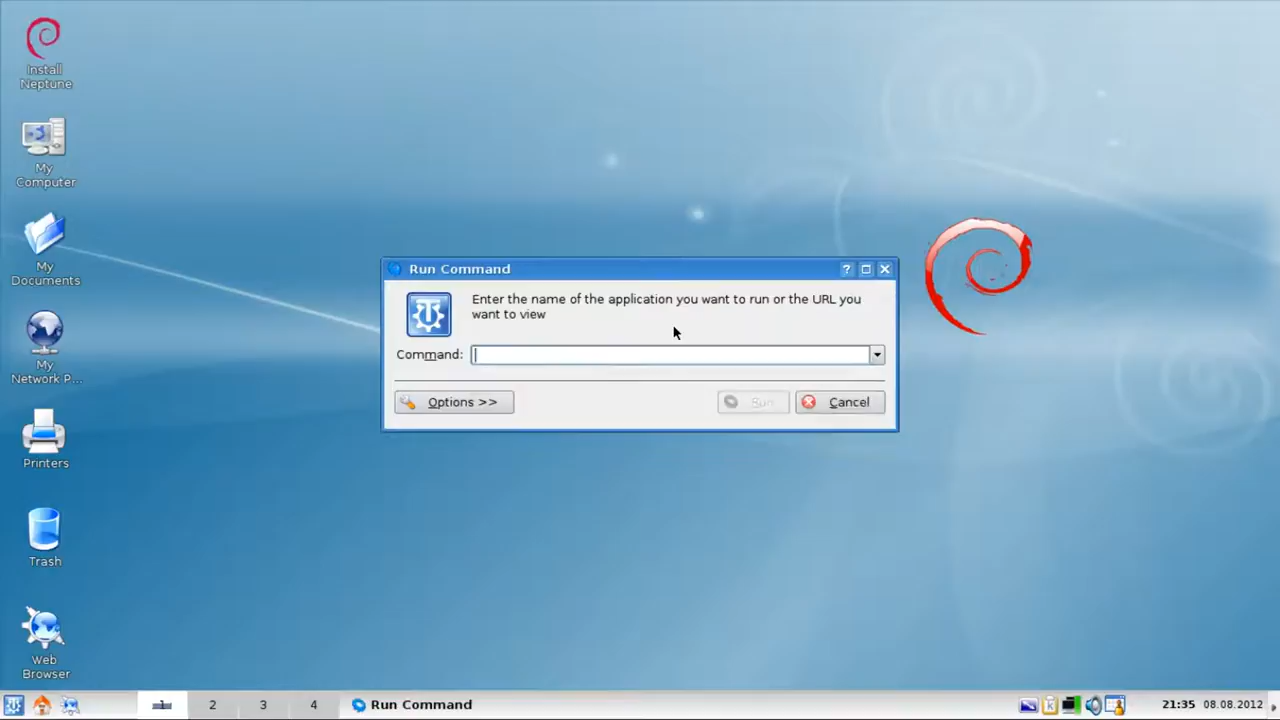 Install
Neptune
My
Computer
My
Documents
My
Network P...
Printers
Trash
Web
Browser
Run Command
Enter the name of the application you want to run or the URL you
want to view
Command:
Options >>
Run
Cancel
1
2
3
4
Run Command
21:35
08.08.2012